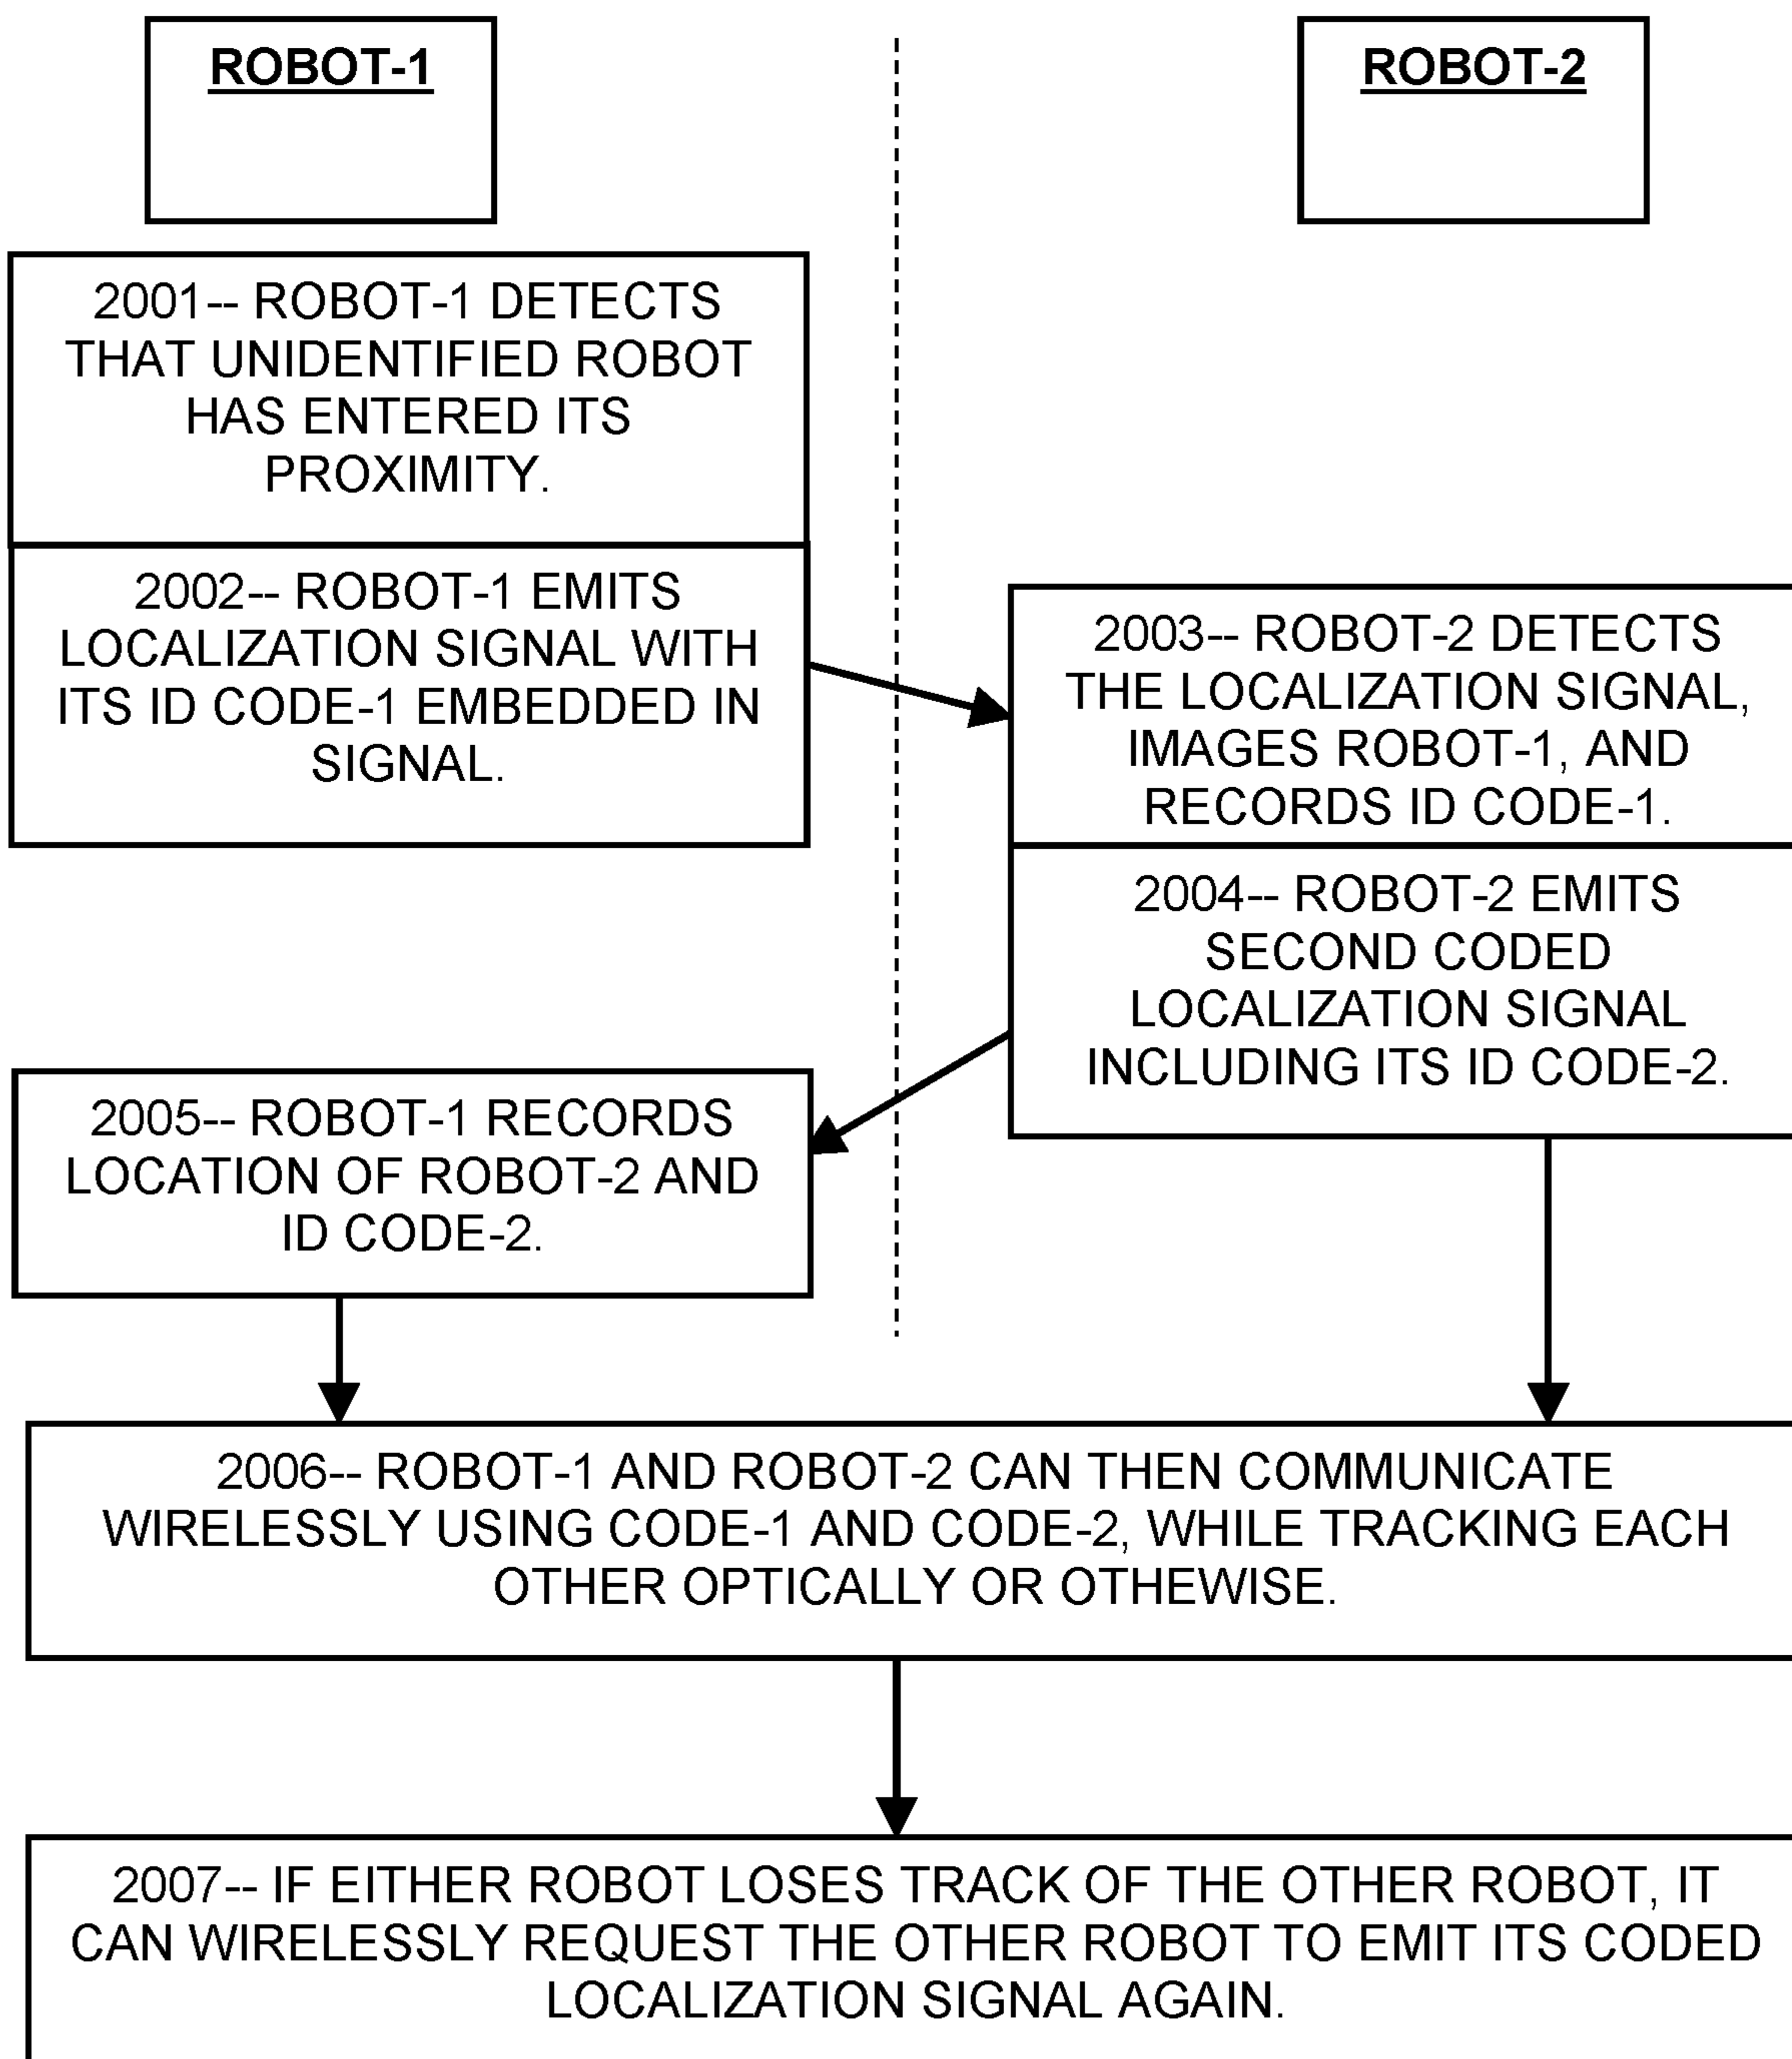 ROBOT-1
ROBOT-2
2001-- ROBOT-1 DETECTS
THAT UNIDENTIFIED ROBOT
HAS ENTERED ITS
PROXIMITY.
2002-- ROBOT-1 EMITS
LOCALIZATION SIGNAL WITH
ITS ID CODE-1 EMBEDDED IN
SIGNAL.
2003-- ROBOT-2 DETECTS
THE LOCALIZATION SIGNAL,
IMAGES ROBOT-1, AND
RECORDS ID CODE-1.
2004-- ROBOT-2 EMITS
SECOND CODED
LOCALIZATION SIGNAL
INCLUDING ITS ID CODE-2.
2005-- ROBOT-1 RECORDS
LOCATION OF ROBOT-2 AND
ID CODE-2.
2006-- ROBOT-1 AND ROBOT-2 CAN THEN COMMUNICATE
WIRELESSLY USING CODE-1 AND CODE-2, WHILE TRACKING EACH
OTHER OPTICALLY OR OTHEWISE.
2007-- IF EITHER ROBOT LOSES TRACK OF THE OTHER ROBOT, IT
CAN WIRELESSLY REQUEST THE OTHER ROBOT TO EMIT ITS CODED
LOCALIZATION SIGNAL AGAIN.